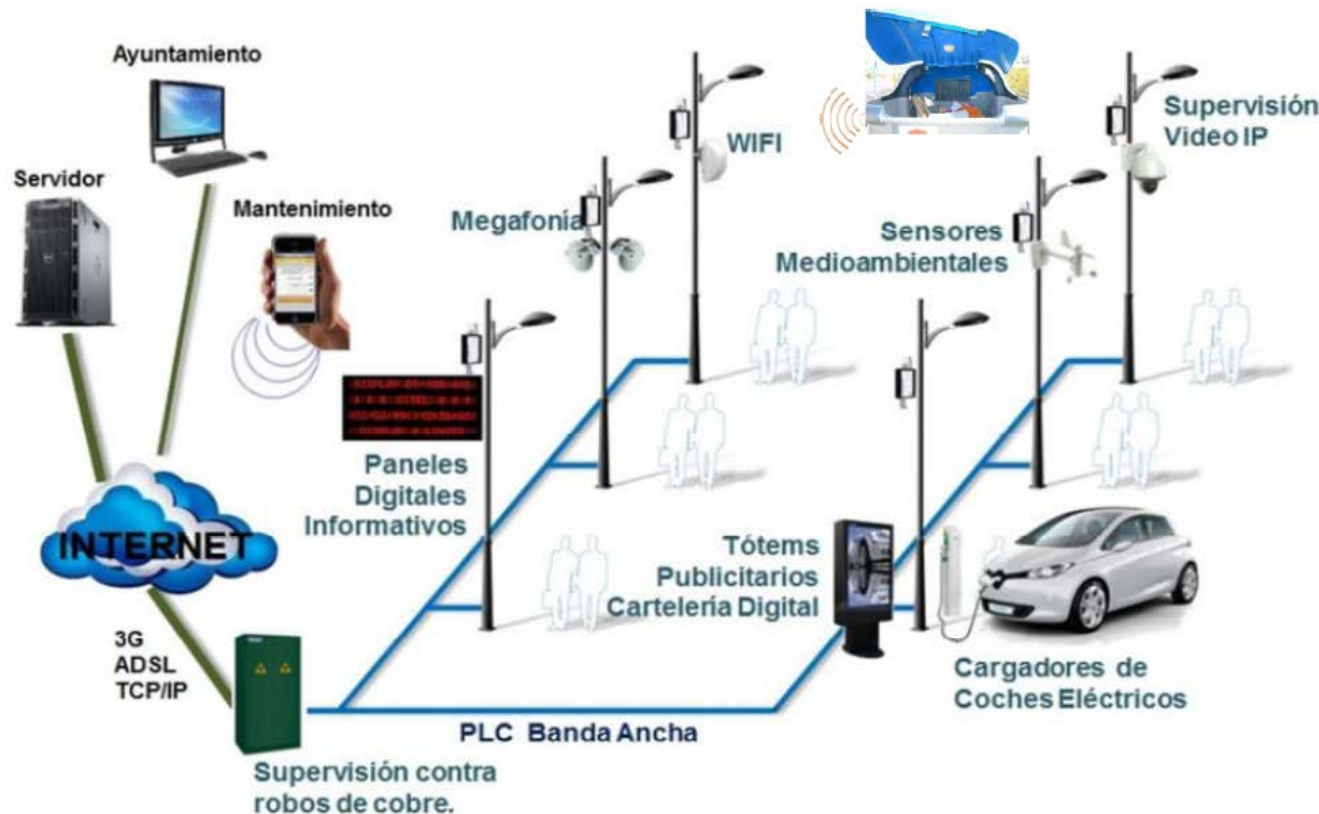 Ayuntamiento
Servidor
Mantenimiento
WIFI
Supervisión
Video IP
Megafonía
Sensores
Medioambientales
Paneles
Digitales
Informativos
INTERNET
Tótems
Publicitarios
Cartelería Digital
3G
ADSL
TCP/IP
Cargadores de
Coches Eléctricos
PLC Banda Ancha
Supervisión contra
robos de cobre.